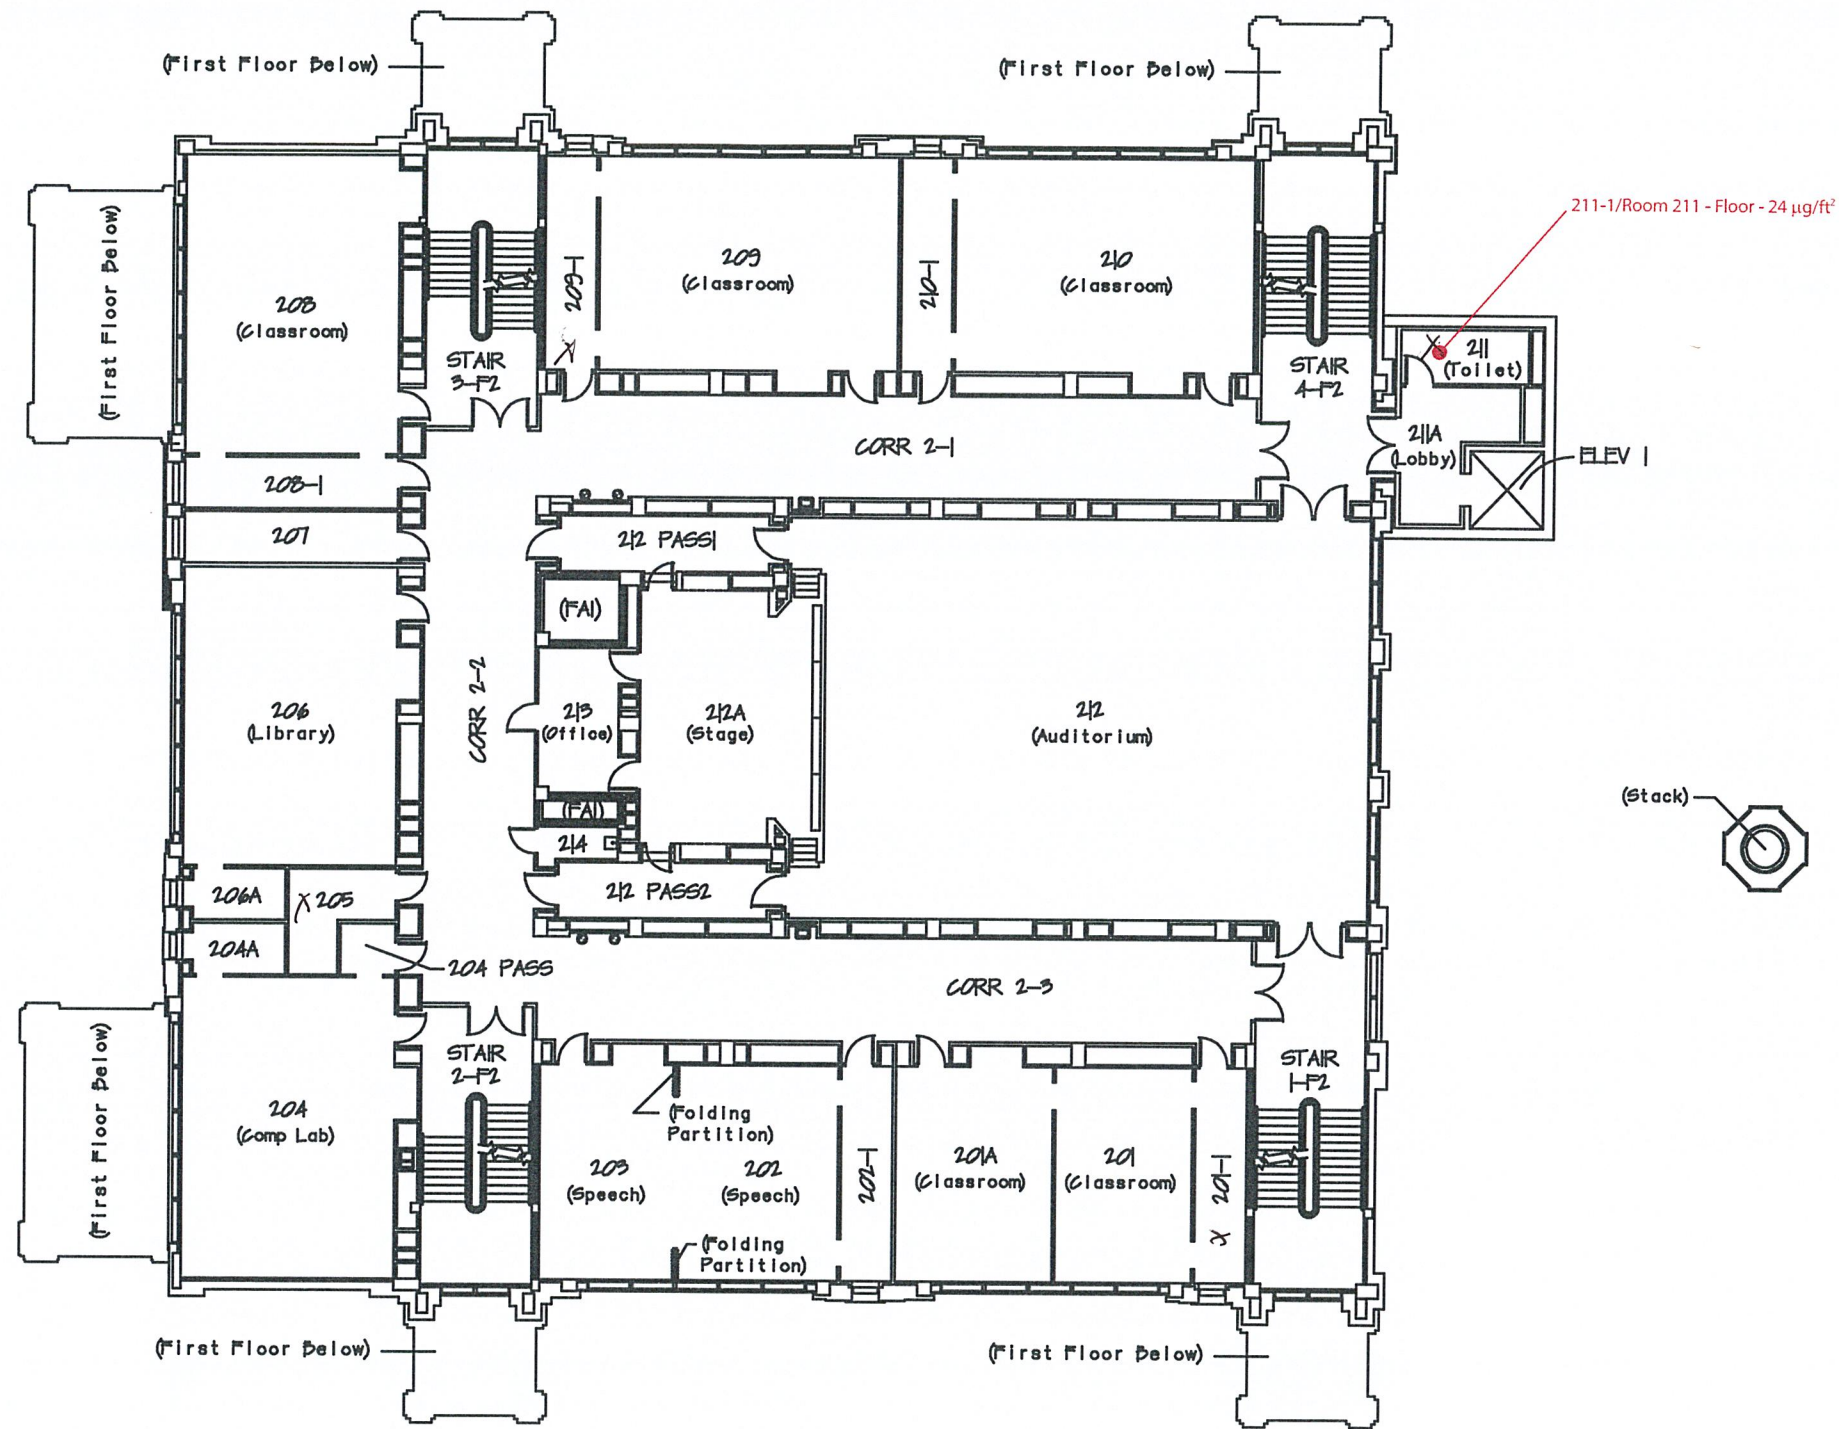 (First Floor Below)
(First Floor Below)
211-1/Room 211 - Floor - 24 µg/ft²
(First Floor Below)
208
(Classroom)
STAIR
3-F2
209-1
209
(Classroom)
210-1
210
(Classroom)
STAIR
4-F2
211
(Toilet)
211A
(Lobby)
ELEV 1
CORR 2-1
208-1
207
212 PASS1
(FAI)
206
(Library)
CORR 2-2
213
(Office)
212A
(Stage)
212
(Auditorium)
(Stack)
(FAI)
214
212 PASS2
206A
X 205
204A
204 PASS
CORR 2-3
(First Floor Below)
204
(Comp Lab)
STAIR
2-F2
(Folding
Partition)
203
(Speech)
202
(Speech)
202-1
201A
(Classroom)
201
(Classroom)
X 201-1
STAIR
1-F2
(Folding
Partition)
(First Floor Below)
(First Floor Below)